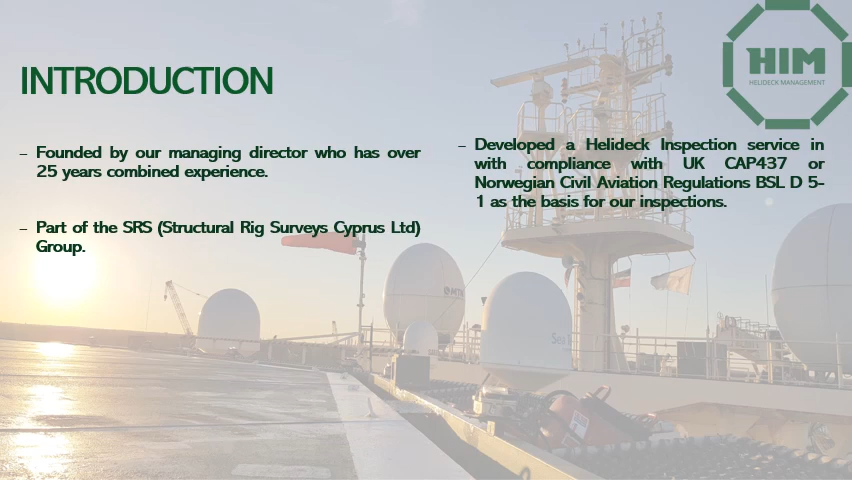 INTRODUCTION
– Founded by our managing director who has over
25 years combined experience.
– Part of the SRS (Structural Rig Surveys Cyprus Ltd)
Group.
– Developed a Helideck Inspection service in
with compliance with UK CAP437 or
Norwegian Civil Aviation Regulations BSL D 5-
1 as the basis for our inspections.
HIM
HELIDECK MANAGEMENT
MTN